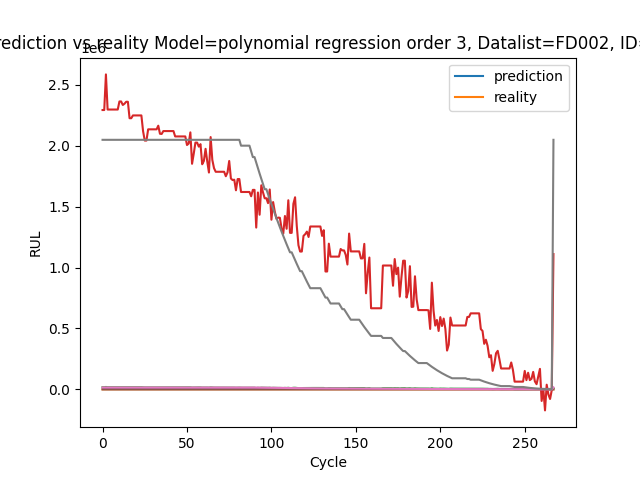 rediction vs reality Model=polynomial regression order 3, Datalist=FD002, ID=
1e6
prediction
reality
2.5
2.0
1.5
1.0
0.5
0.0
RUL
0 50 100 150 200 250
Cycle